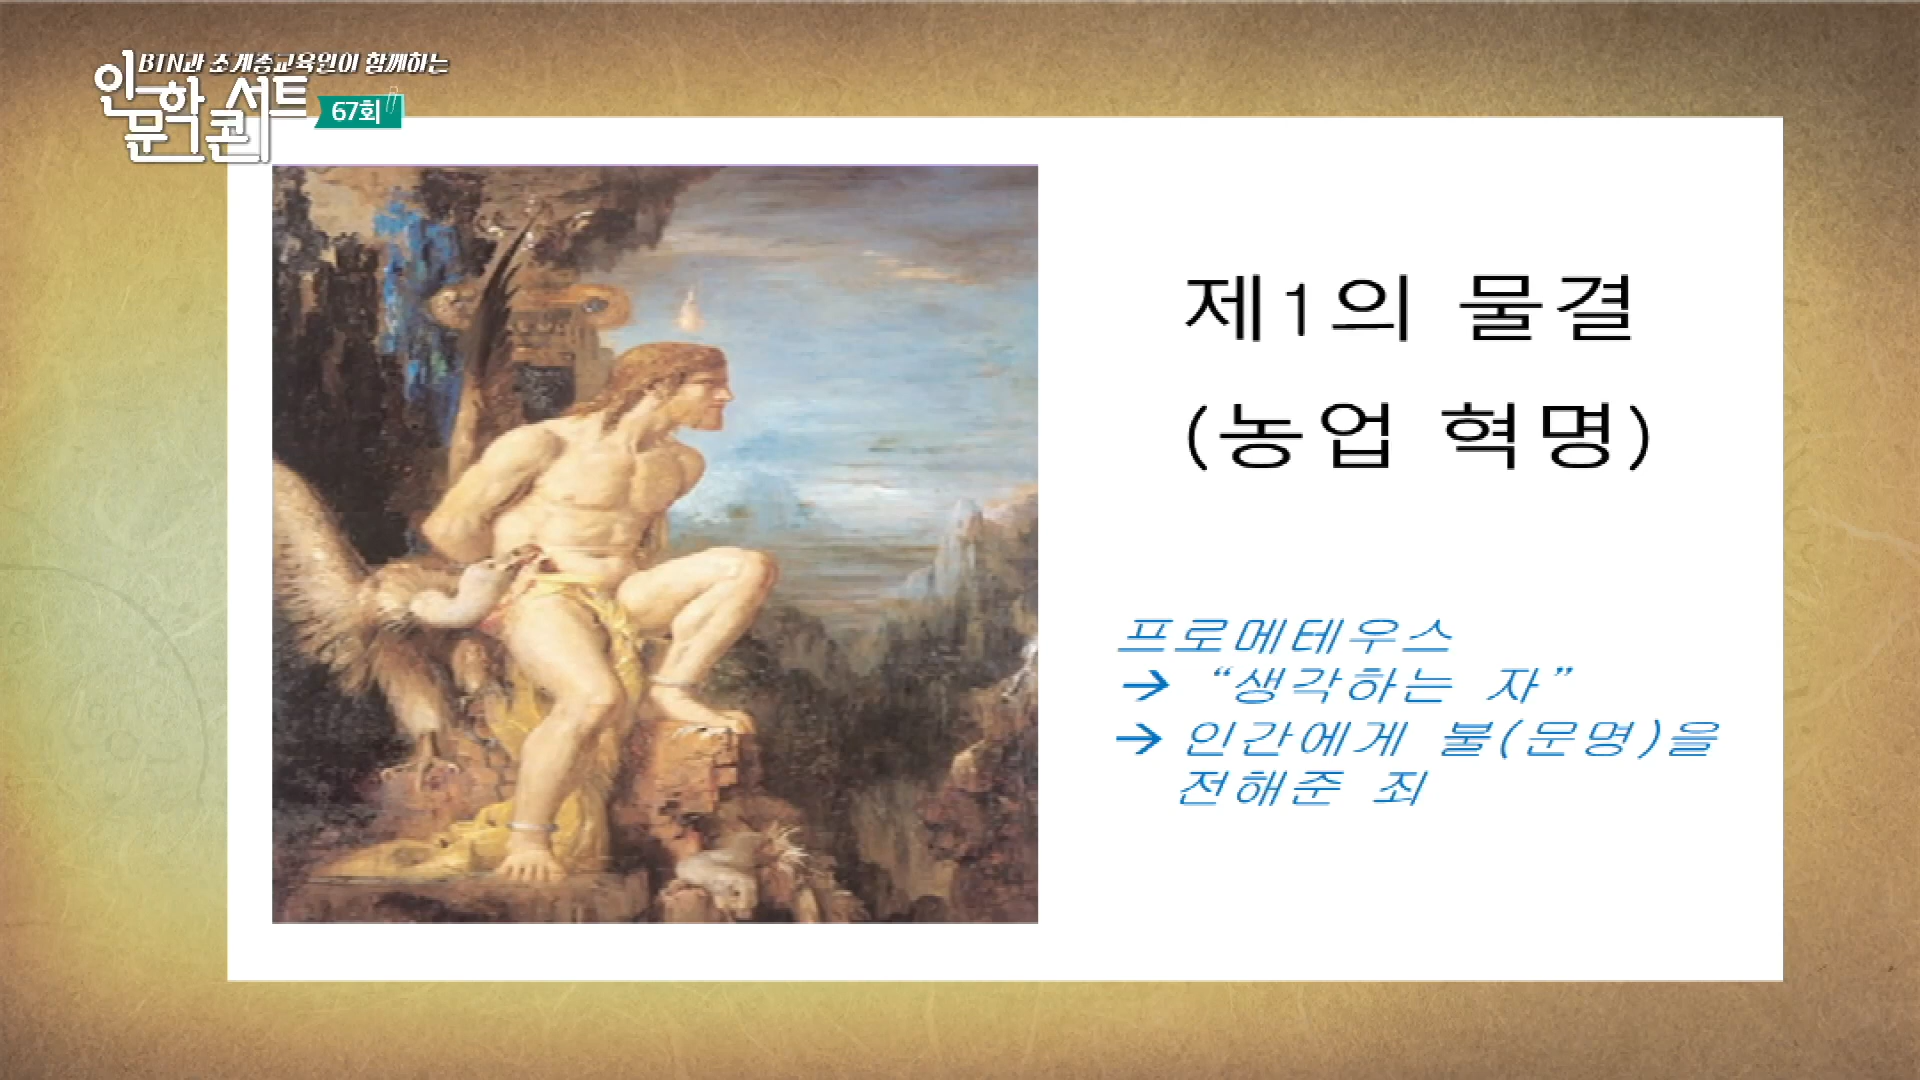 BTN과 조계종교육원이 함께하는
인문학 콘서트
67회
제1의 물결
(농업 혁명)
프로메테우스
→ “생각하는 자”
→ 인간에게 불(문명)을
전해준 죄